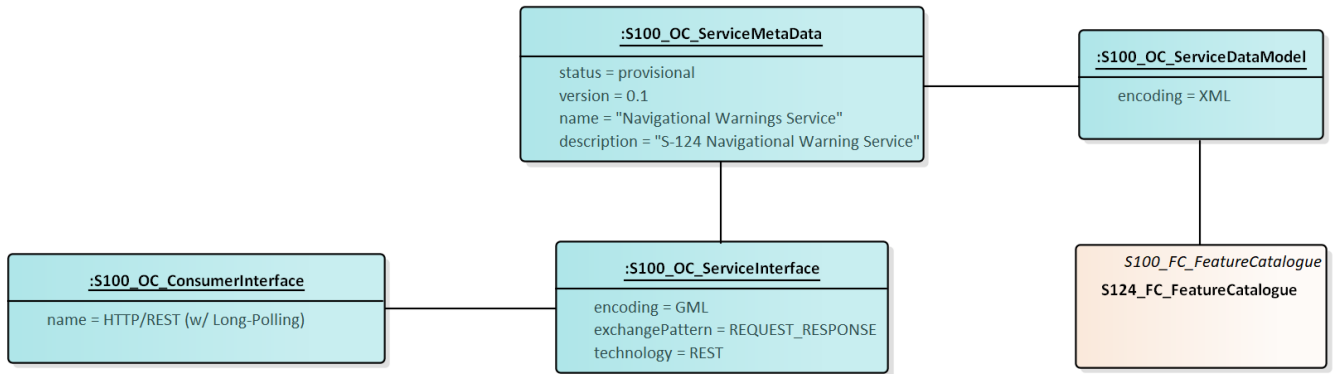 :S100_OC_ServiceMetaData
status = provisional
version = 0.1
name = "Navigational Warnings Service"
description = "S-124 Navigational Warning Service"
:S100_OC_ServiceDataModel
encoding = XML
:S100_OC_ConsumerInterface
name = HTTP/REST (w/ Long-Polling)
:S100_OC_ServiceInterface
encoding = GML
exchangePattern = REQUEST_RESPONSE
technology = REST
S100_FC_FeatureCatalogue
S124_FC_FeatureCatalogue